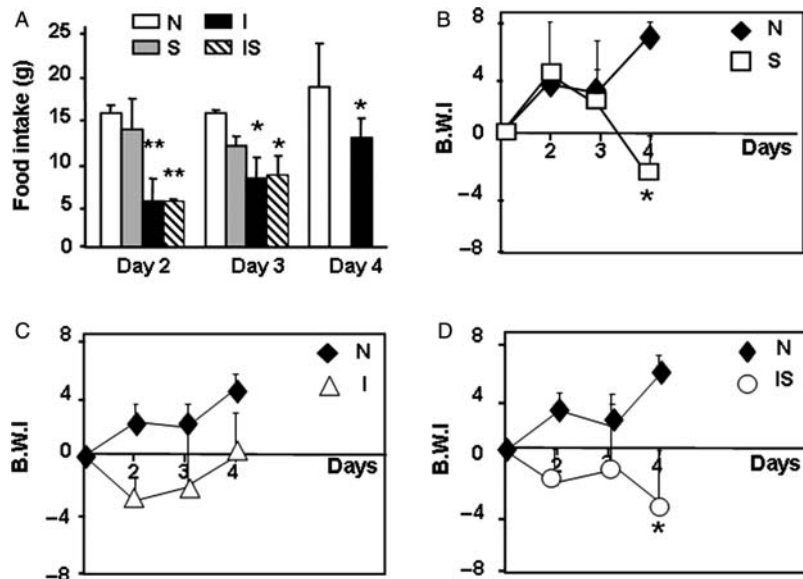 A
N
I
S
IS
Food intake (g)
25
20
15
10
5
0
** ** * * *
Day 2 Day 3 Day 4
B
N
S
B.W.I
8
4
0
−4
−8
2 3 4 Days
*
C
N
I
B.W.I
8
4
0
−4
−8
2 3 4 Days
D
N
IS
B.W.I
8
4
0
−4
−8
2 3 4 Days
*